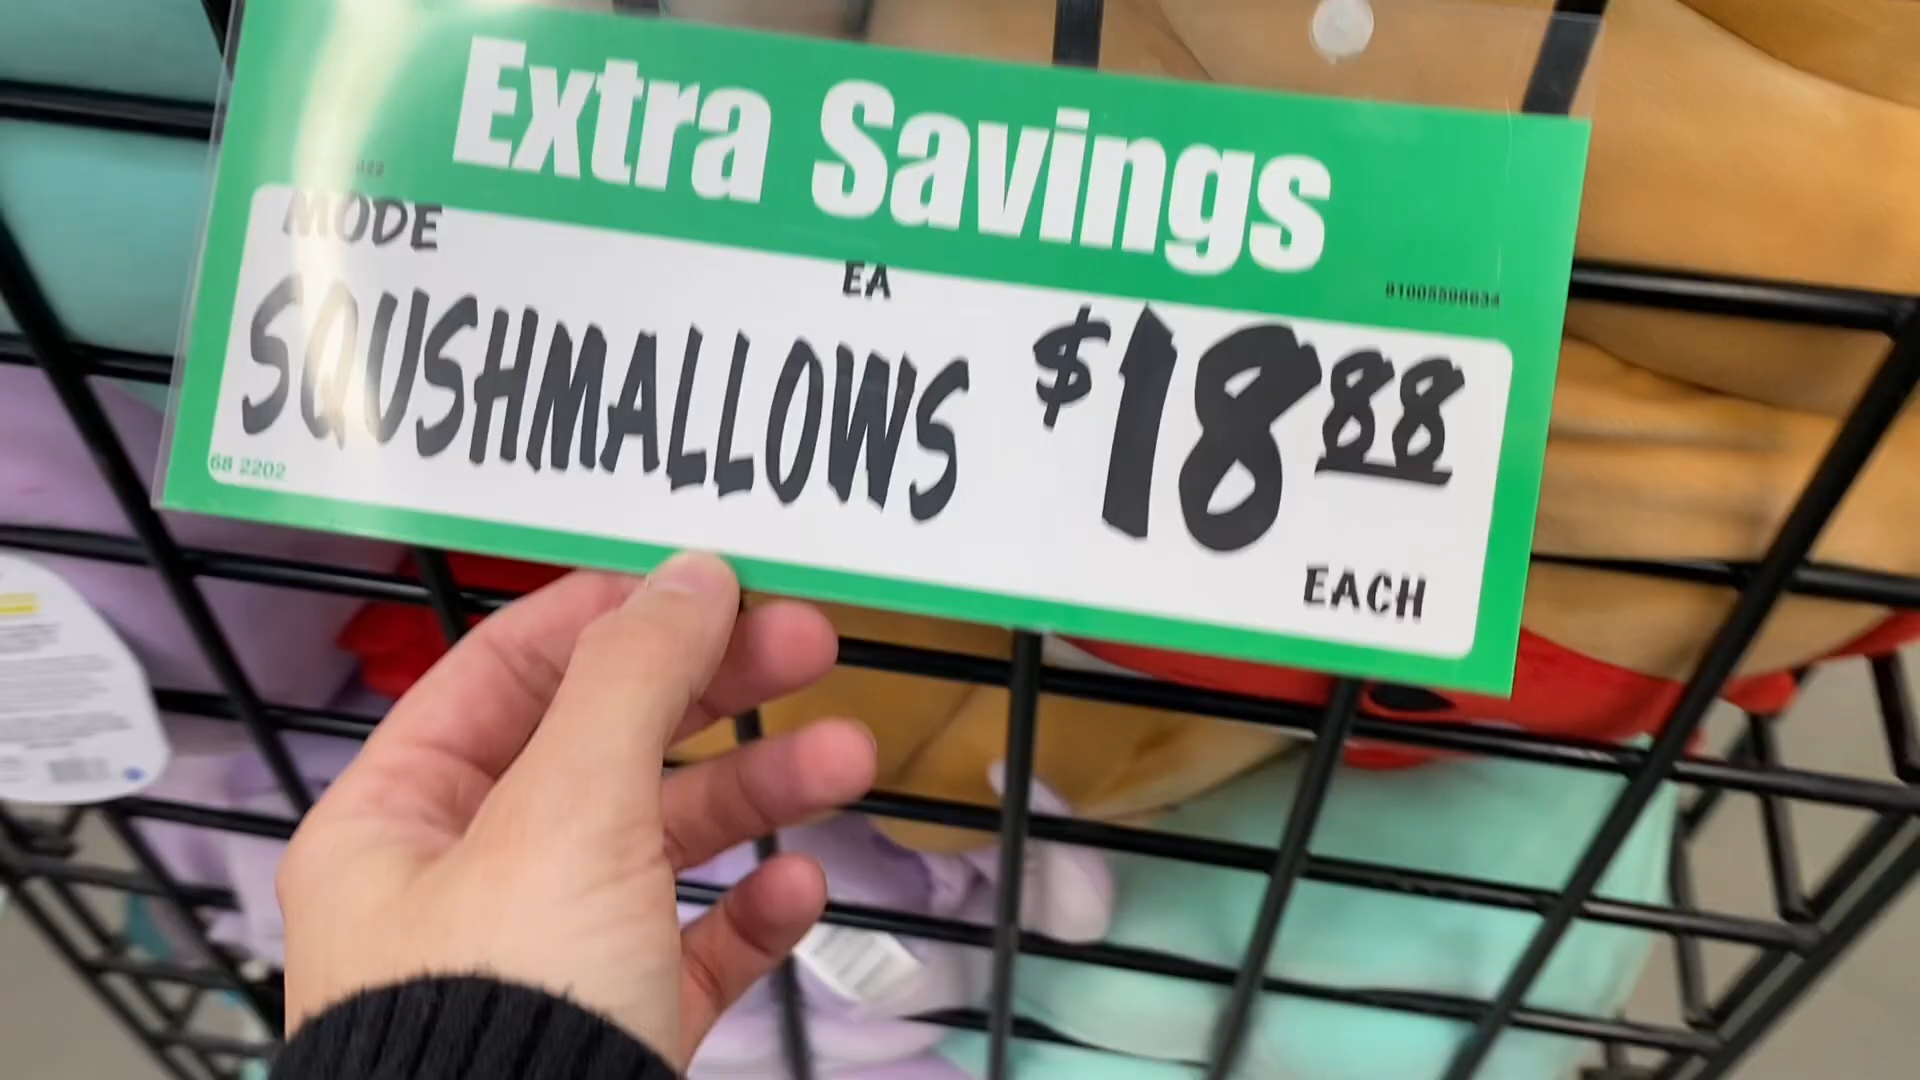 Extra Savings
MODE
EA
SQUSHMALLOWS $18 88
EACH
68 2202